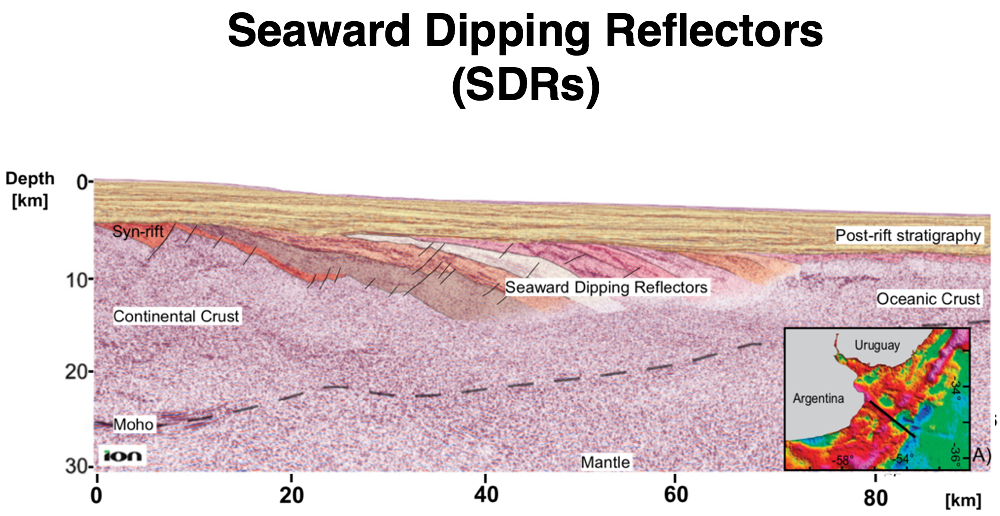 Seaward Dipping Reflectors
(SDRs)
Depth
[km]
0
Syn-rift
Post-rift stratigraphy
10
Seaward Dipping Reflectors
Oceanic Crust
Continental Crust
Uruguay
20
Argentina
-34°
Moho
ion
Mantle
-58°
-54°
-36°
A)
30
0
20
40
60
80
[km]